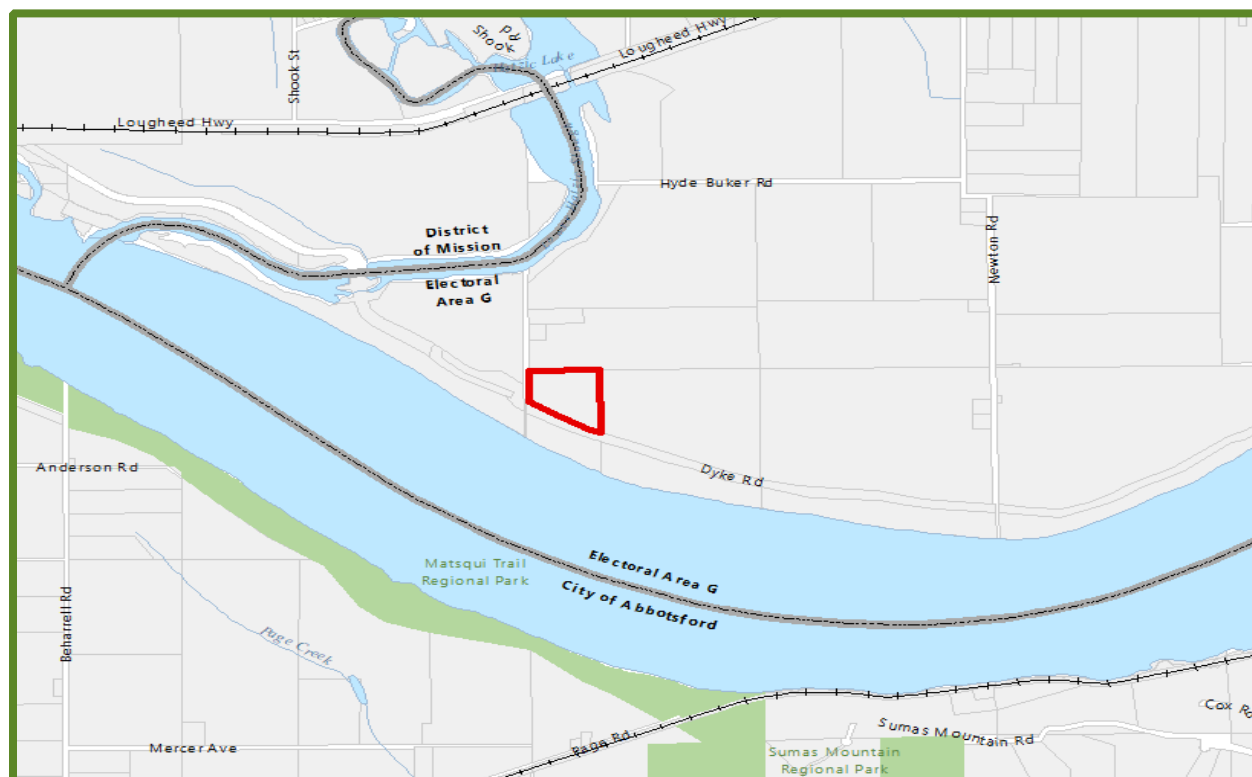 Shook
Rd
Shook St
Lougheed Hwy
Lake
Lougheed Hwy
Hyde Buker Rd
District
of Mission
Electoral
Area G
Newton Rd
Dyke Rd
Anderson Rd
Matsqui Trail
Regional Park
Electoral Area G
City of Abbotsford
Beharrell Rd
Page Creek
Mercer Ave
Page Rd
Sumas Mountain
Regional Park
Sumas Mountain Rd
Cox Rd